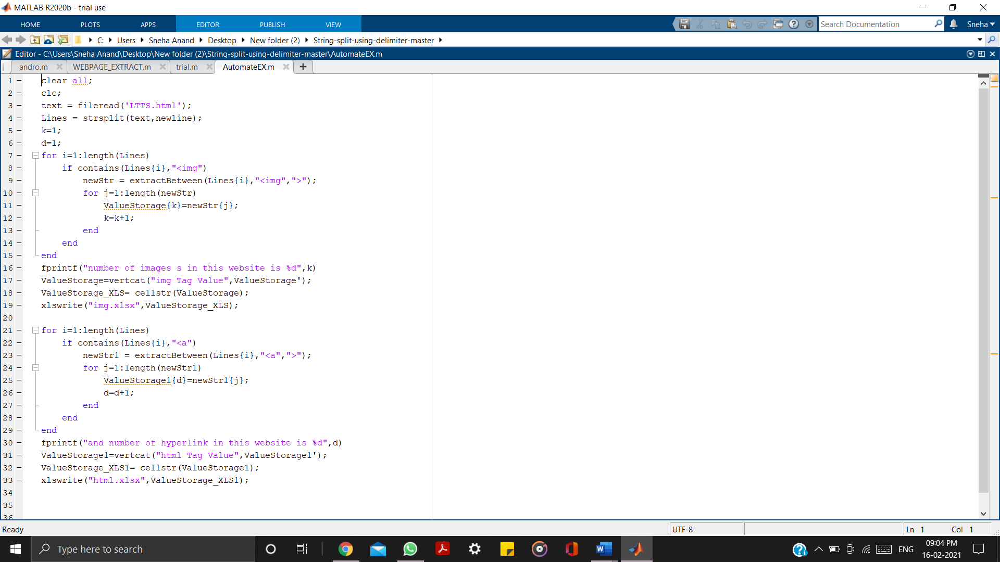 MATLAB R2020b - trial use
HOME PLOTS APPS EDITOR PUBLISH VIEW Search Documentation Sneha
C: Users Sneha Anand Desktop New folder (2) String-split-using-delimiter-master
Editor - C:\Users\Sneha Anand\Desktop\New folder (2)\String-split-using-delimiter-master\AutomateEX.m
andro.m WEBPAGE_EXTRACT.m trial.m AutomateEX.m
1 clear all;
2 clc;
3 text = fileread('LTTS.html');
4 Lines = strsplit(text,newline);
5 k=1;
6 d=1;
7 for i=1:length(Lines)
8 if contains(Lines{i},"<img")
9 newStr = extractBetween(Lines{i},"<img",">");
10 for j=1:length(newStr)
11 ValueStorage{k}=newStr{j};
12 k=k+1;
13 end
14 end
15 end
16 fprintf("number of images s in this website is %d",k)
17 ValueStorage=vertcat("img Tag Value",ValueStorage');
18 ValueStorage_XLS= cellstr(ValueStorage);
19 xlswrite("img.xlsx",ValueStorage_XLS);
20
21 for i=1:length(Lines)
22 if contains(Lines{i},"<a")
23 newStr1 = extractBetween(Lines{i},"<a",">");
24 for j=1:length(newStr1)
25 ValueStorage1{d}=newStr1{j};
26 d=d+1;
27 end
28 end
29 end
30 fprintf("and number of hyperlink in this website is %d",d)
31 ValueStorage1=vertcat("html Tag Value",ValueStorage1');
32 ValueStorage_XLS1= cellstr(ValueStorage1);
33 xlswrite("html.xlsx",ValueStorage_XLS1);
34
35
36
Ready UTF-8 Ln 1 Col 1
Type here to search ENG 09:04 PM
16-02-2021